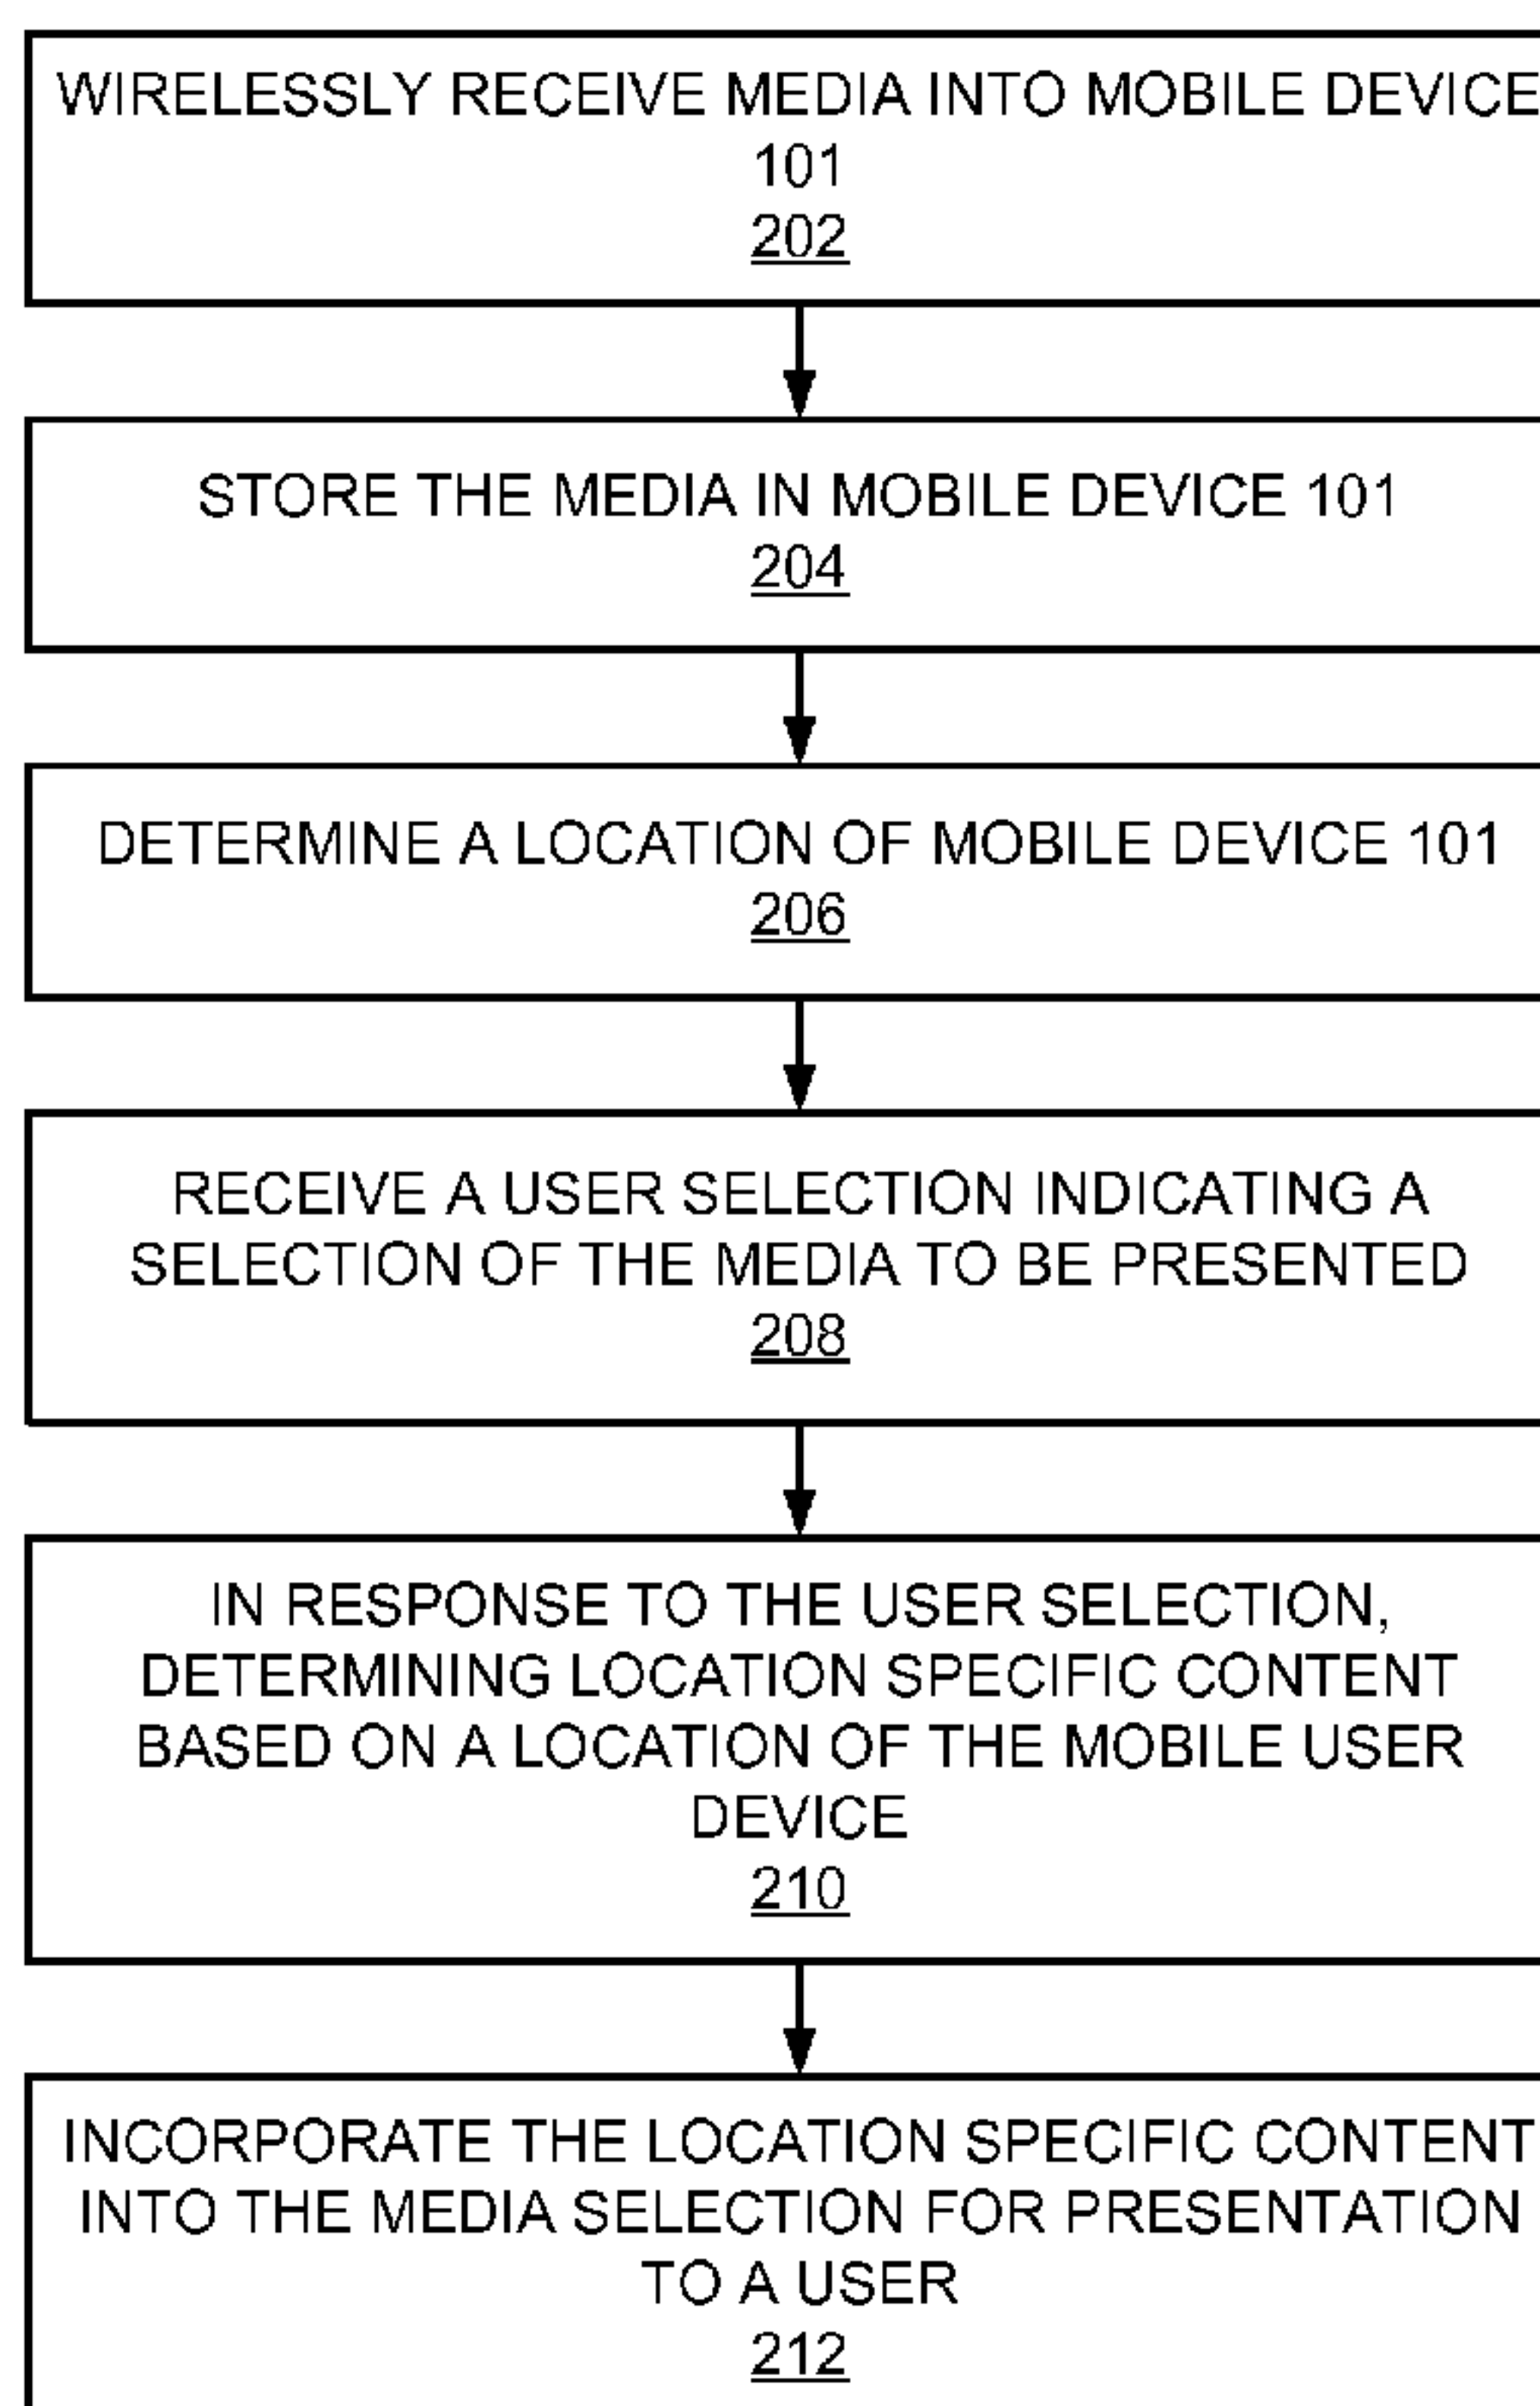 WIRELESSLY RECEIVE MEDIA INTO MOBILE DEVICE
101
202
STORE THE MEDIA IN MOBILE DEVICE 101
204
DETERMINE A LOCATION OF MOBILE DEVICE 101
206
RECEIVE A USER SELECTION INDICATING A
SELECTION OF THE MEDIA TO BE PRESENTED
208
IN RESPONSE TO THE USER SELECTION,
DETERMINING LOCATION SPECIFIC CONTENT
BASED ON A LOCATION OF THE MOBILE USER
DEVICE
210
INCORPORATE THE LOCATION SPECIFIC CONTENT
INTO THE MEDIA SELECTION FOR PRESENTATION
TO A USER
212